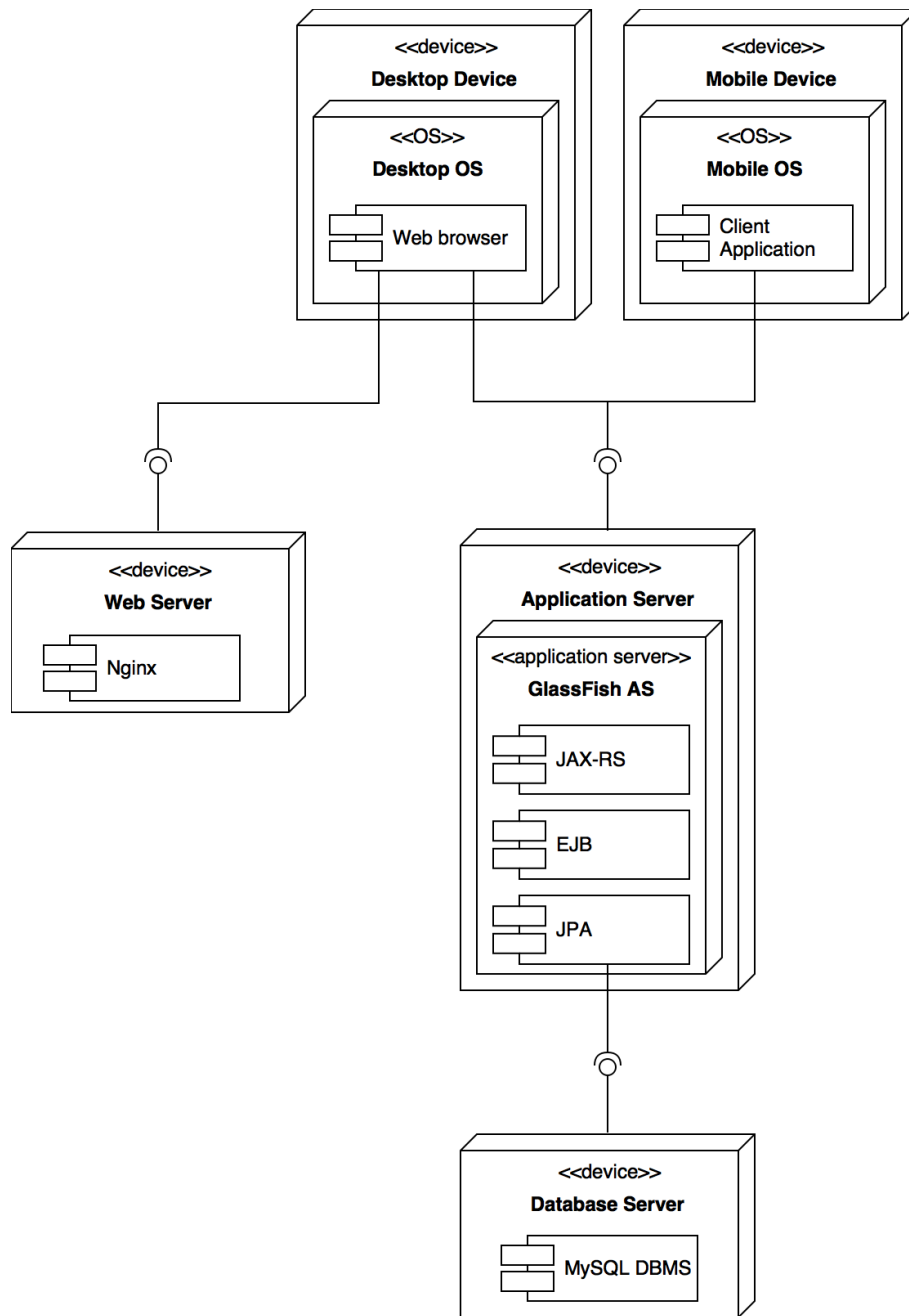 <<device>>
Desktop Device
<<OS>>
Desktop OS
Web browser
<<device>>
Mobile Device
<<OS>>
Mobile OS
Client
Application
<<device>>
Web Server
Nginx
<<device>>
Application Server
<<application server>>
GlassFish AS
JAX-RS
EJB
JPA
<<device>>
Database Server
MySQL DBMS